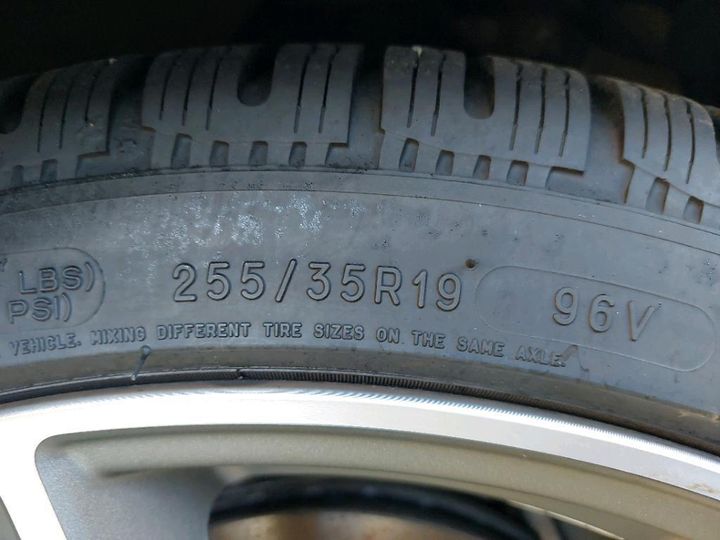 LBS)
PSI)
255/35R19
96V
VEHICLE. MIXING DIFFERENT TIRE SIZES ON THE SAME AXLE.